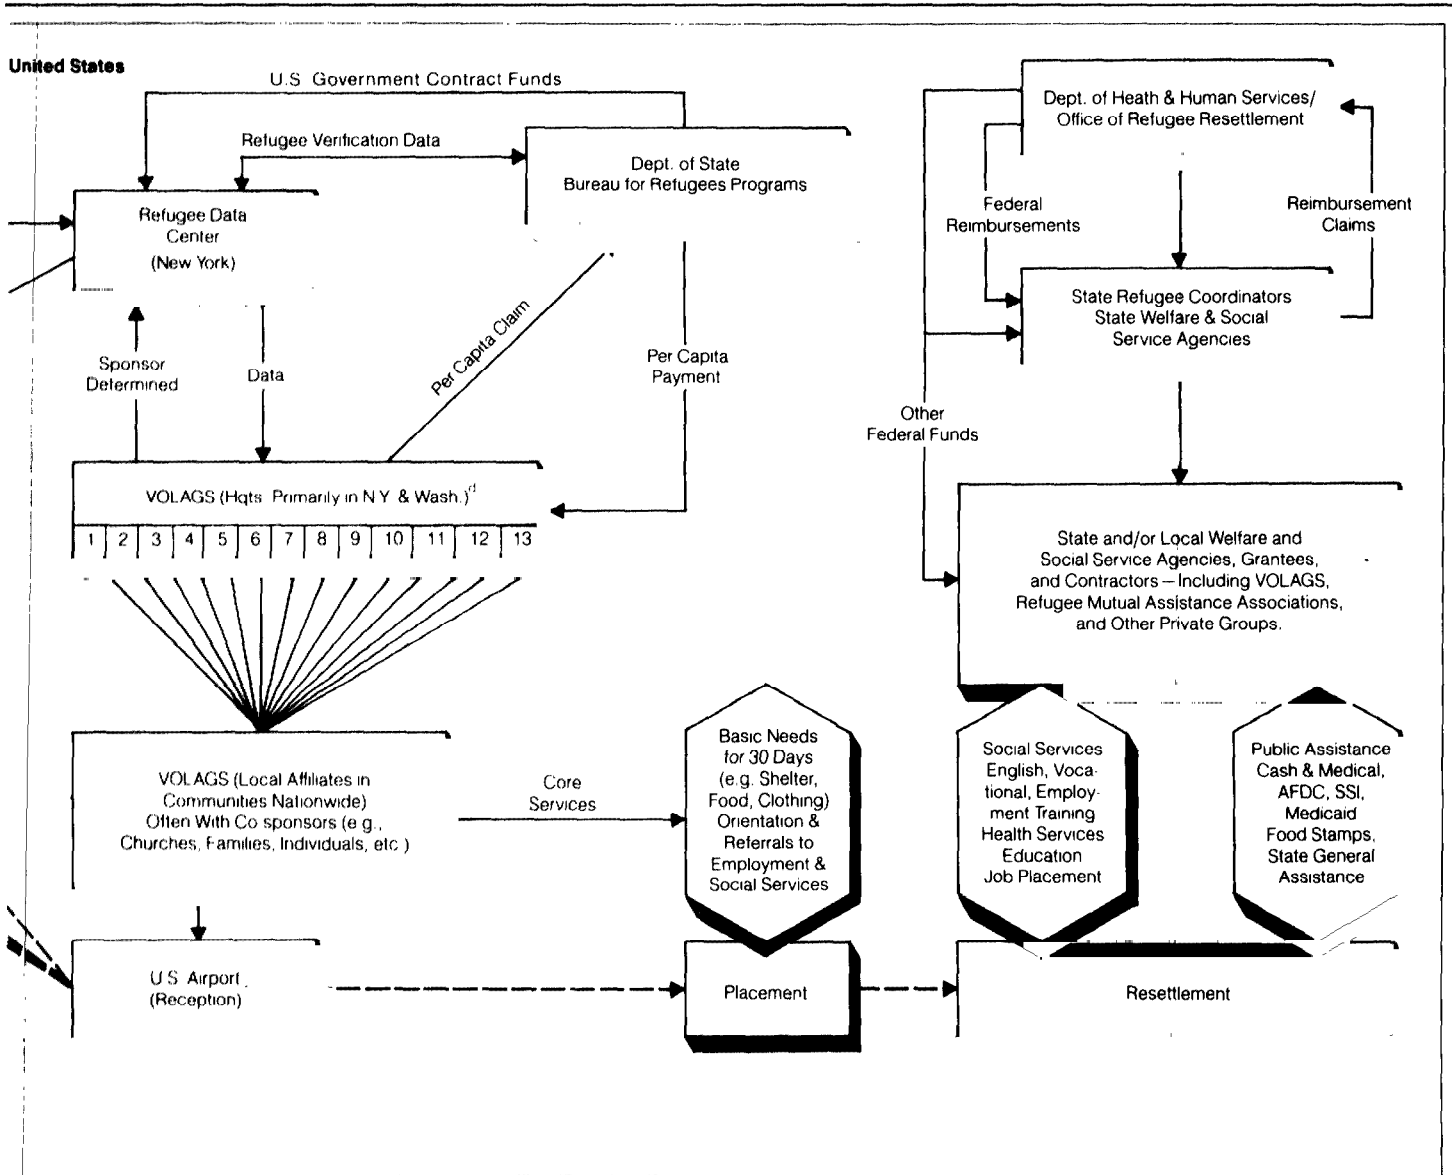 United States
U.S Government Contract Funds
Refugee Verification Data
Dept. of State
Bureau for Refugees Programs
Refugee Data
Center
(New York)
Sponsor
Determined
Data
Per Capita Claim
Per Capita
Payment
VOLAGS (Hqts Primarily in N Y & Wash.)d
1 2 3 4 5 6 7 8 9 10 11 12 13
VOLAGS (Local Affiliates in
Communities Nationwide)
Often With Co sponsors (e g.,
Churches, Families, Individuals, etc )
Core
Services
Basic Needs
for 30 Days
(e.g. Shelter,
Food, Clothing)
Orientation &
Referrals to
Employment &
Social Services
U S Airport
(Reception)
Placement
Dept. of Heath & Human Services/
Office of Refugee Resettlement
Federal
Reimbursements
Reimbursement
Claims
State Refugee Coordinators
State Welfare & Social
Service Agencies
Other
Federal Funds
State and/or Local Welfare and
Social Service Agencies, Grantees,
and Contractors—Including VOLAGS,
Refugee Mutual Assistance Associations,
and Other Private Groups.
Social Services
English, Voca-
tional, Employ-
ment Training
Health Services
Education
Job Placement
Public Assistance
Cash & Medical,
AFDC, SSI,
Medicaid
Food Stamps,
State General
Assistance
Resettlement